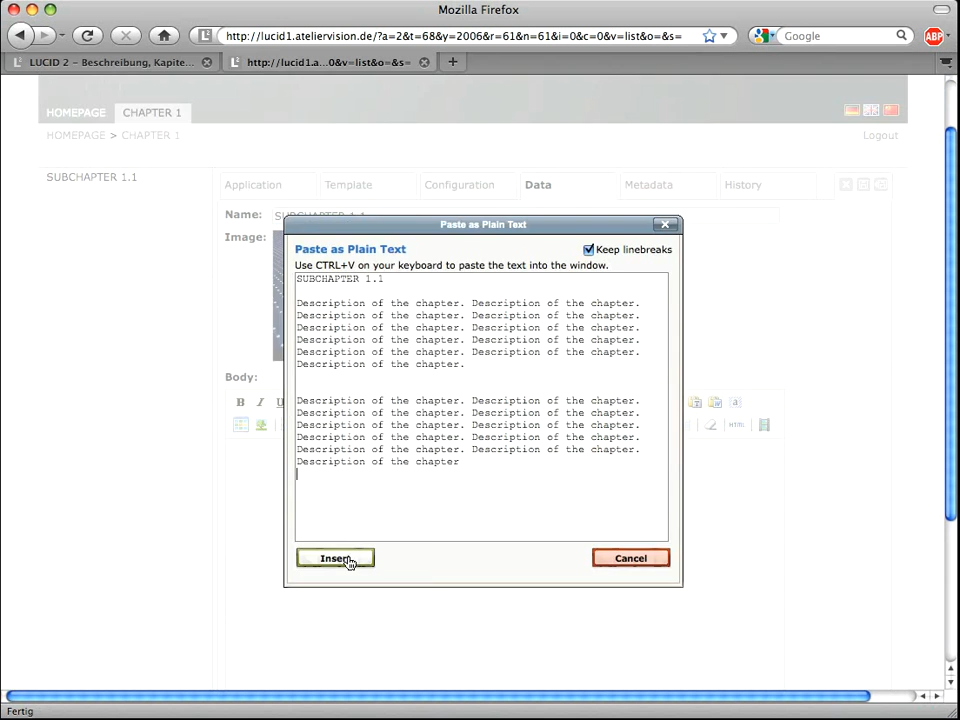 Mozilla Firefox
http://lucid1.ateliervision.de/?a=2&t=68&y=2006&r=61&n=61&i=0&c=0&v=list&o=&s=
Google
ABP
LUCID 2 – Beschreibung, Kapite...
http://lucid1.a...0&v=list&o=&s=
HOMEPAGE CHAPTER 1
HOMEPAGE > CHAPTER 1
Logout
SUBCHAPTER 1.1
Application Template Configuration Data Metadata History
Name: SUBCHAPTER 1.1
Image:
Paste as Plain Text
Paste as Plain Text
Keep linebreaks
Use CTRL+V on your keyboard to paste the text into the window.
SUBCHAPTER 1.1
Description of the chapter. Description of the chapter.
Description of the chapter. Description of the chapter.
Description of the chapter. Description of the chapter.
Description of the chapter. Description of the chapter.
Description of the chapter. Description of the chapter.
Description of the chapter.
Description of the chapter. Description of the chapter.
Description of the chapter. Description of the chapter.
Description of the chapter. Description of the chapter.
Description of the chapter. Description of the chapter.
Description of the chapter. Description of the chapter.
Description of the chapter
Body:
B I U
HTML
Insert
Cancel
Fertig